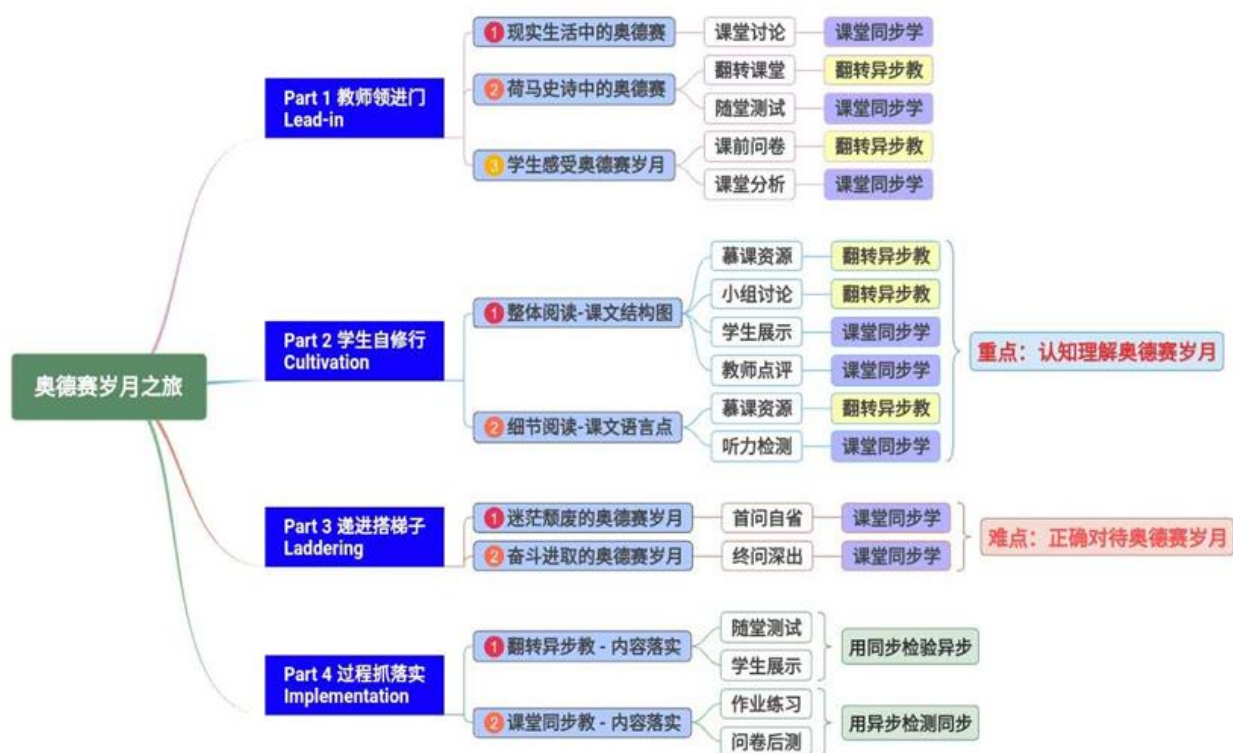 奥德赛岁月之旅
Part 1 教师领进门
Lead-in
1 现实生活中的奥德赛
课堂讨论
课堂同步学
2 荷马史诗中的奥德赛
翻转课堂
翻转异步教
随堂测试
课堂同步学
3 学生感受奥德赛岁月
课前问卷
翻转异步教
课堂分析
课堂同步学
Part 2 学生自修行
Cultivation
1 整体阅读-课文结构图
慕课资源
翻转异步教
小组讨论
翻转异步教
学生展示
课堂同步学
教师点评
课堂同步学
2 细节阅读-课文语言点
慕课资源
翻转异步教
听力检测
课堂同步学
重点：认知理解奥德赛岁月
Part 3 递进搭梯子
Laddering
1 迷茫颓废的奥德赛岁月
首问自省
课堂同步学
2 奋斗进取的奥德赛岁月
终问深出
课堂同步学
难点：正确对待奥德赛岁月
Part 4 过程抓落实
Implementation
1 翻转异步教 - 内容落实
随堂测试
学生展示
用同步检验异步
2 课堂同步教 - 内容落实
作业练习
问卷后测
用异步检测同步